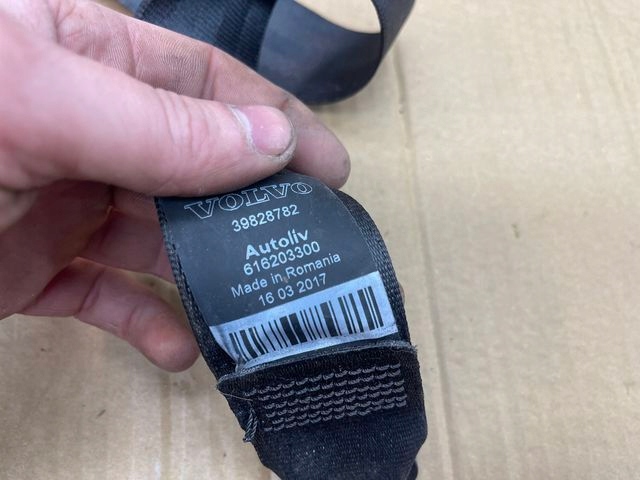 VOLVO
39828782
Autoliv
616203300
Made in Romania
16 03 2017